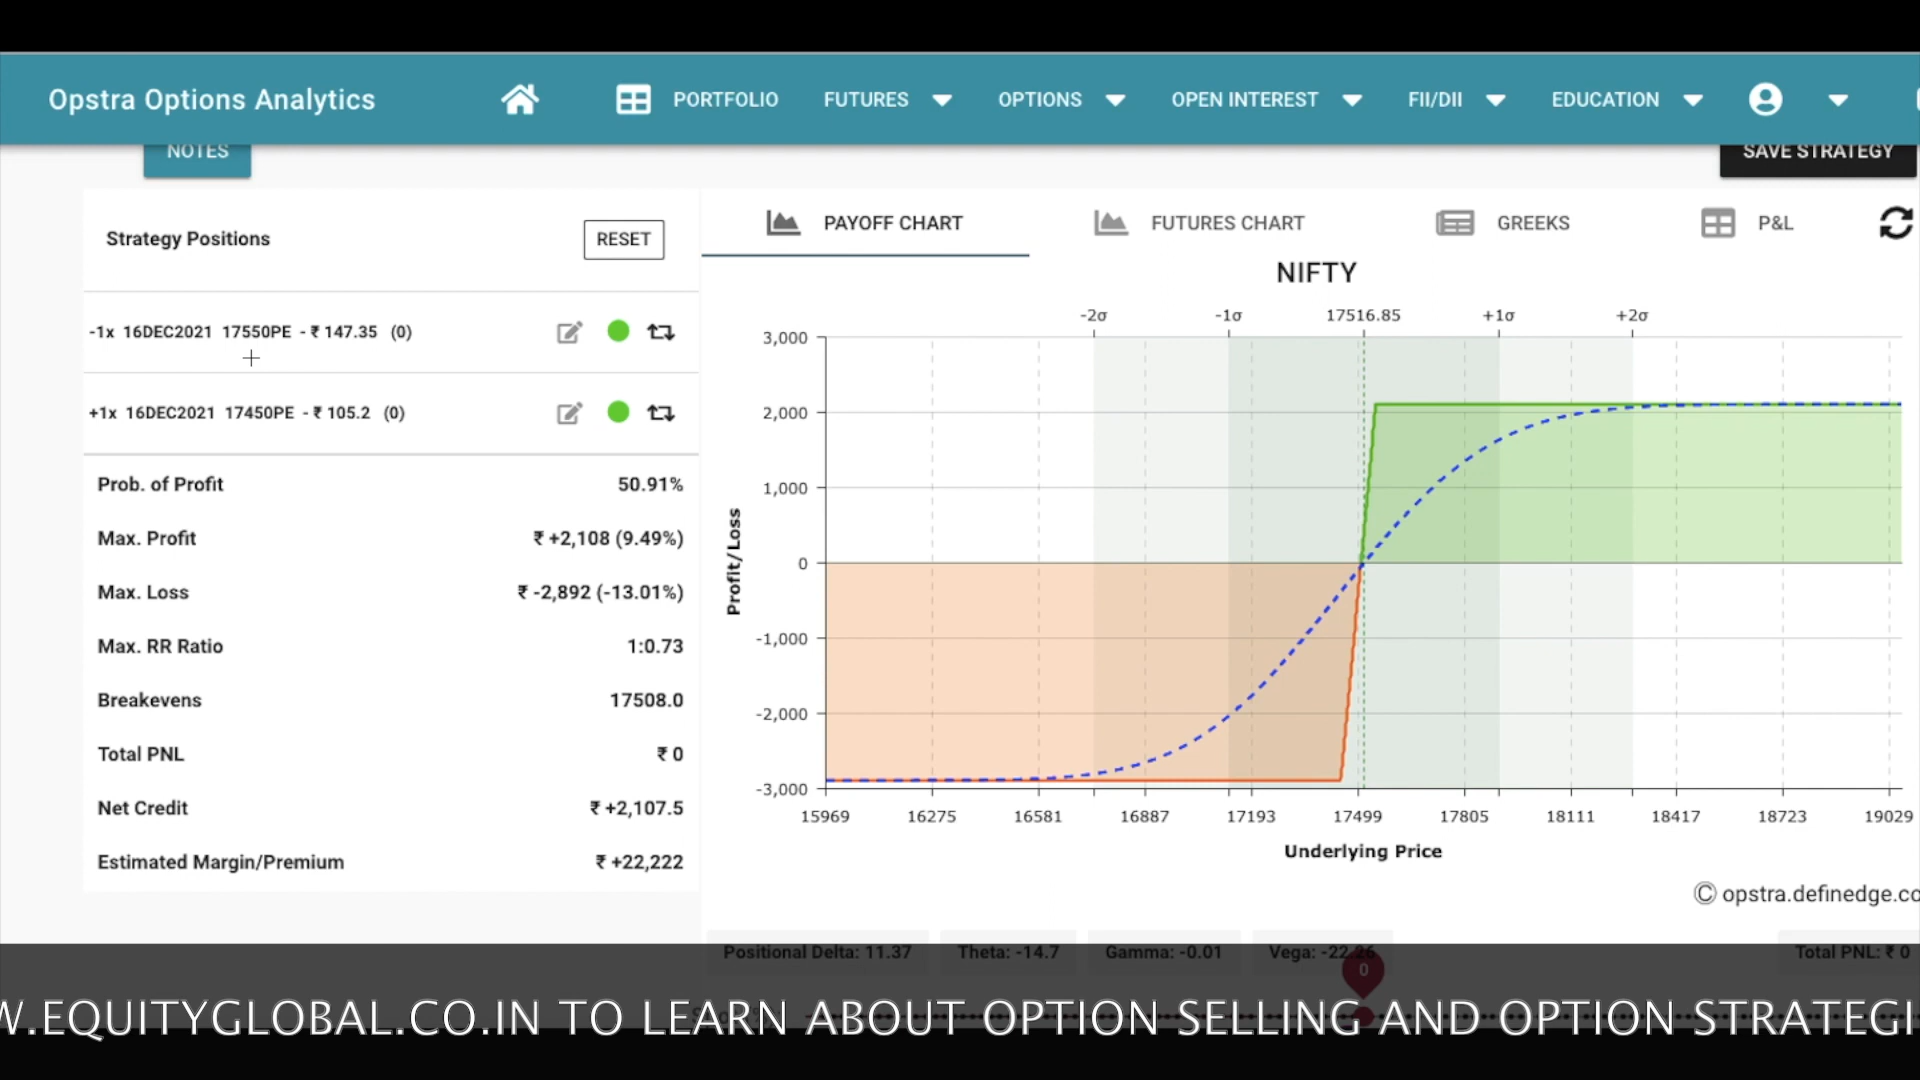 Opstra Options Analytics
PORTFOLIO
FUTURES
OPTIONS
OPEN INTEREST
FII/DII
EDUCATION
NOTES
SAVE STRATEGY
Strategy Positions
RESET
-1x 16DEC2021 17550PE - ₹ 147.35 (0)
+1x 16DEC2021 17450PE - ₹ 105.2 (0)
Prob. of Profit 50.91%
Max. Profit ₹ +2,108 (9.49%)
Max. Loss ₹ -2,892 (-13.01%)
Max. RR Ratio 1:0.73
Breakevens 17508.0
Total PNL ₹ 0
Net Credit ₹ +2,107.5
Estimated Margin/Premium ₹ +22,222
PAYOFF CHART
FUTURES CHART
GREEKS
P&L
NIFTY
-2σ -1σ 17516.85 +1σ +2σ
3,000
2,000
1,000
0
-1,000
-2,000
-3,000
Profit/Loss
15969 16275 16581 16887 17193 17499 17805 18111 18417 18723 19029
Underlying Price
© opstra.definedge.co
Positional Delta: 11.37
Theta: -14.7
Gamma: -0.01
Vega: -22.26
Total PNL: ₹ 0
0
W.EQUITYGLOBAL.CO.IN TO LEARN ABOUT OPTION SELLING AND OPTION STRATEGI